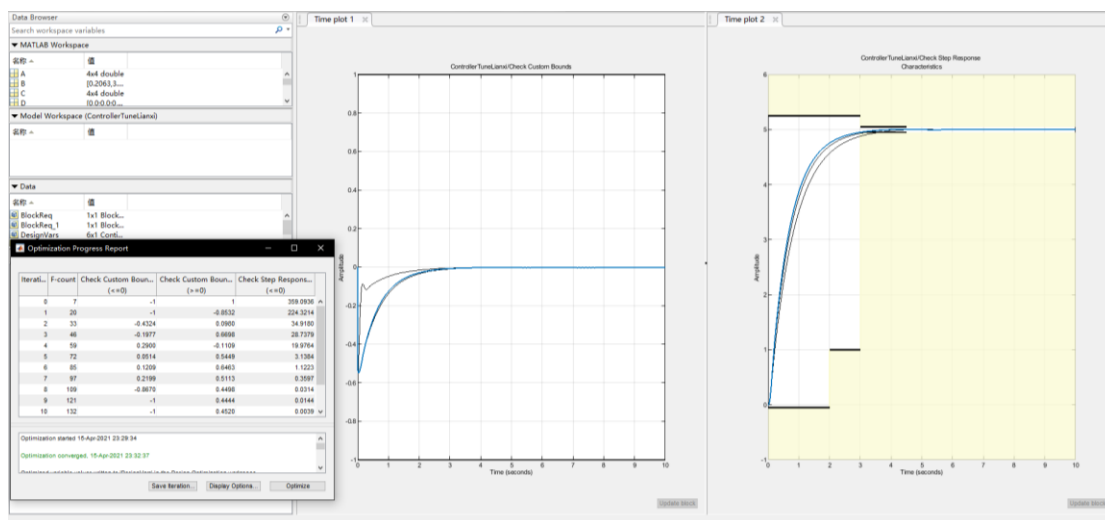 Data Browser
Search workspace variables
MATLAB Workspace
名称 值
A 4x4 double
B [0.2063,3...
C 4x4 double
D [0.0;0.0;0...
Model Workspace (ControllerTuneLianxi)
名称 值
Data
名称 值
BlockReq 1x1 Block...
BlockReq_1 1x1 Block...
DesignVars 6x1 Conti...
Optimization Progress Report
Iterati... F-count Check Custom Boun... Check Custom Boun... Check Step Respons...
(<=0) (>=0) (<=0)
0 7 -1 1 359.0936
1 20 -1 -0.8532 224.3214
2 33 -0.4324 0.0960 34.9180
3 46 -0.1977 0.6698 28.7379
4 59 0.2900 -0.1109 19.9764
5 72 0.0514 0.5449 3.1384
6 85 0.1209 0.6463 1.1223
7 97 0.2199 0.5113 0.3597
8 109 -0.8670 0.4498 0.0314
9 121 -1 0.4444 0.0144
10 132 -1 0.4520 0.0039
Optimization started 15-Apr-2021 23:29:34
Optimization converged, 15-Apr-2021 23:32:37
Save Iteration... Display Options... Optimize
Time plot 1
ControllerTuneLianxi/Check Custom Bounds
Amplitude
1
0.8
0.6
0.4
0.2
0
-0.2
-0.4
-0.6
-0.8
-1
0 1 2 3 4 5 6 7 8 9 10
Time (seconds)
Update block
Time plot 2
ControllerTuneLianxi/Check Step Response
Characteristics
Amplitude
6
5
4
3
2
1
0
-1
0 1 2 3 4 5 6 7 8 9 10
Time (seconds)
Update block